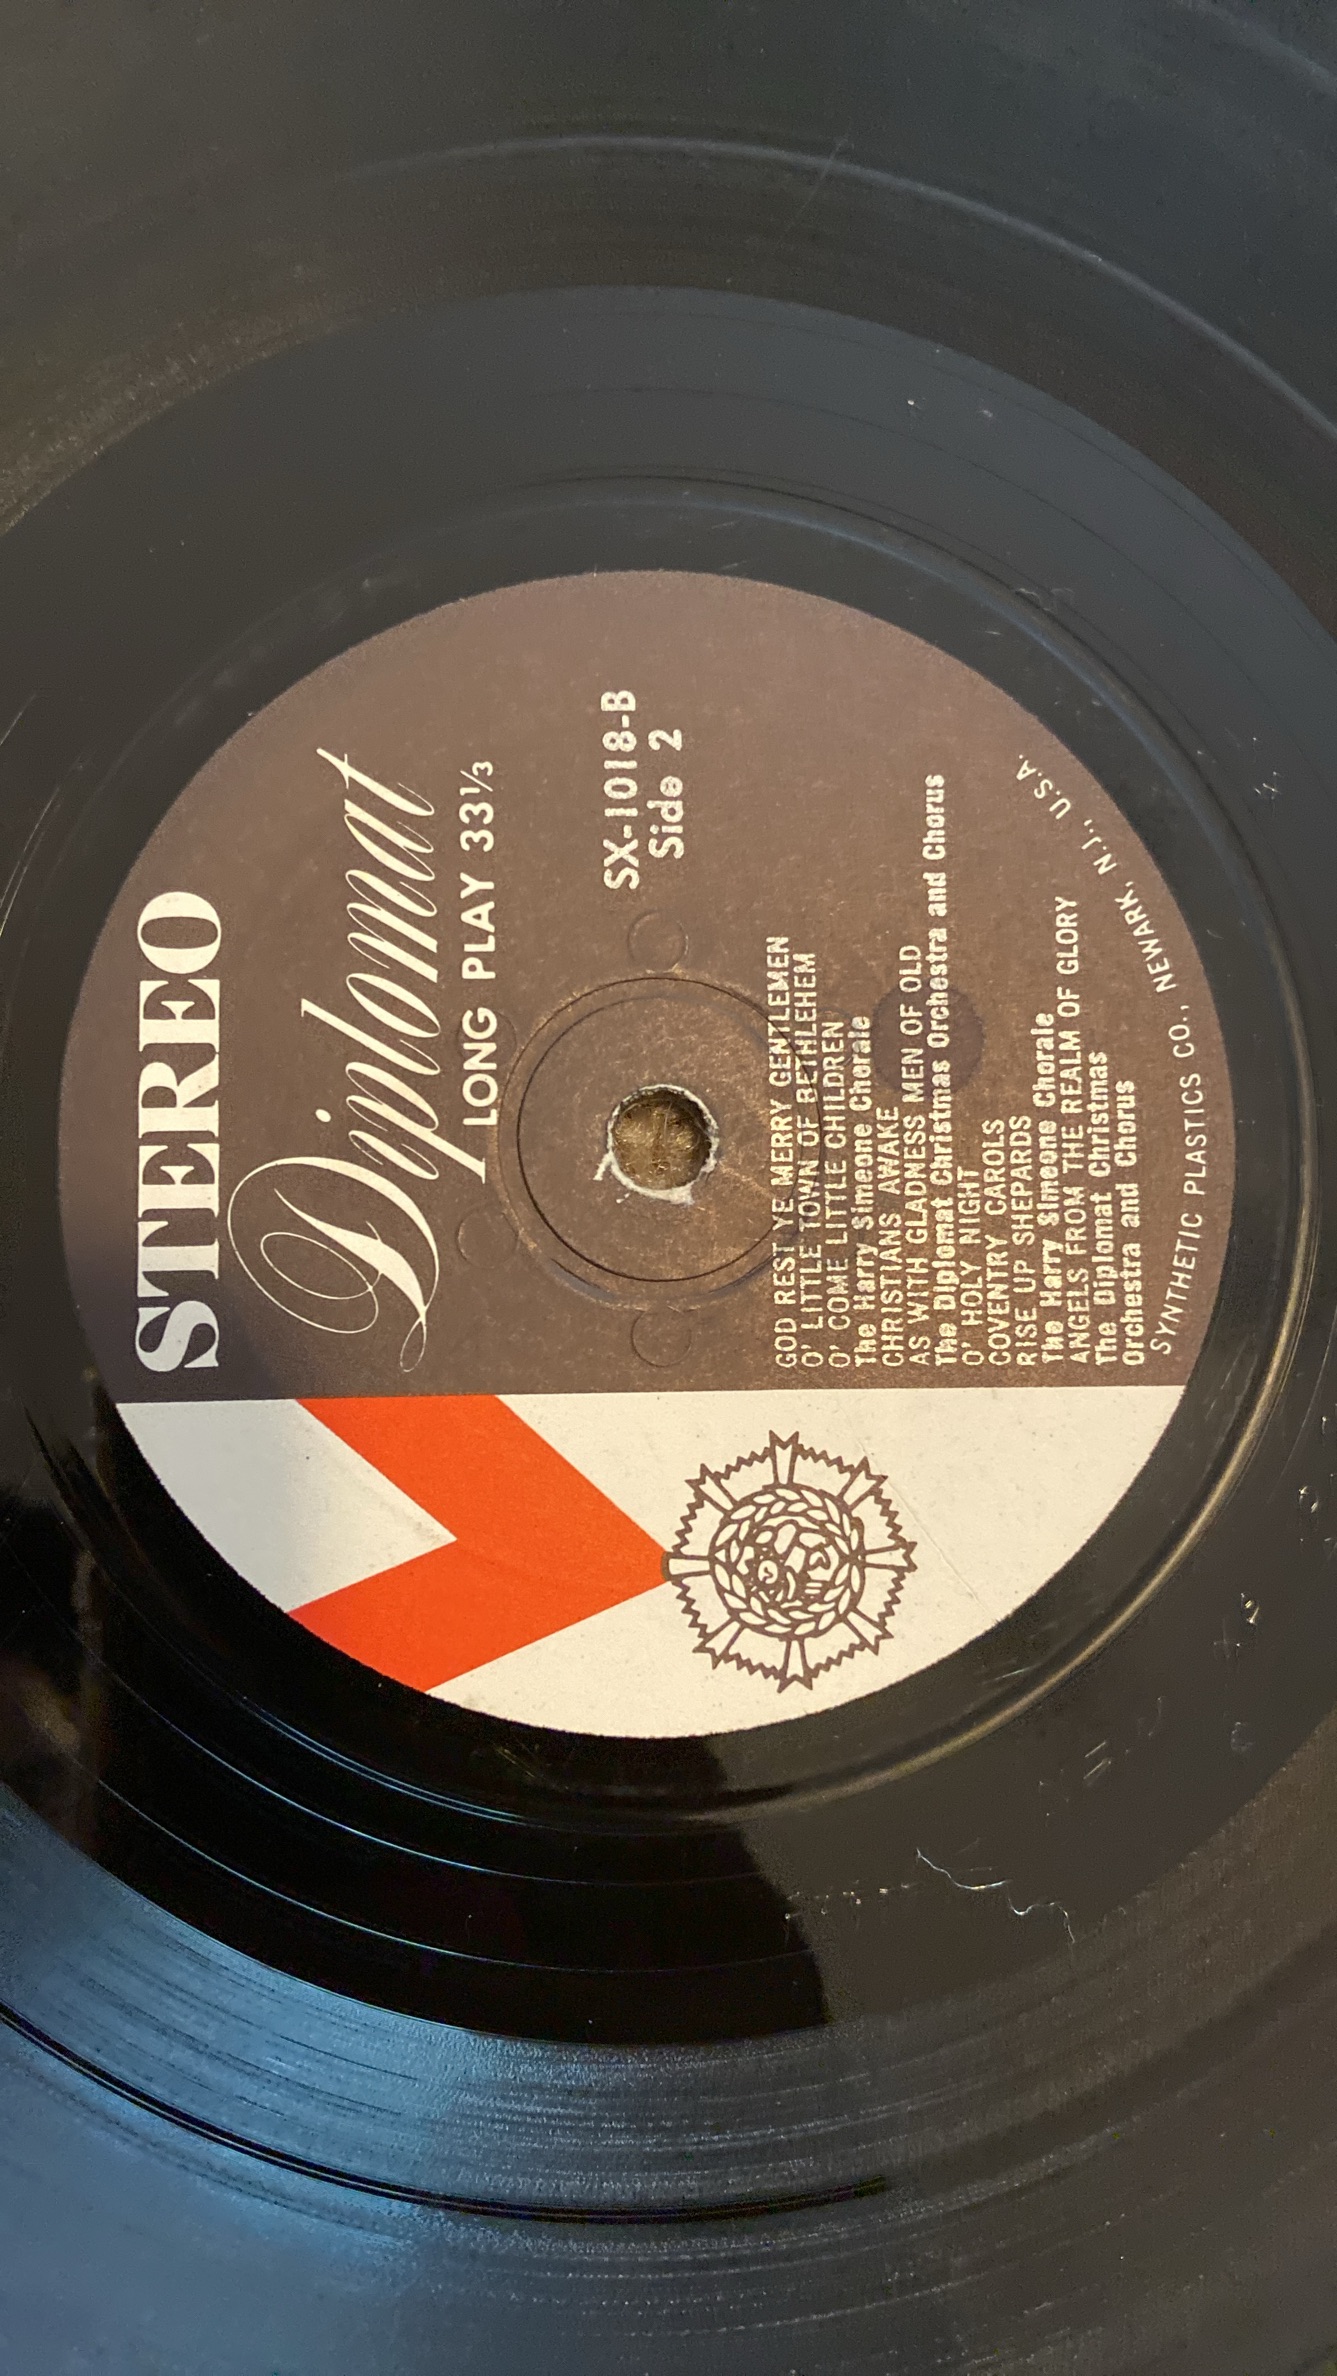 STEREO
Diplomat
LONG PLAY 33⅓
SX-1018-B
Side 2
GOD REST YE MERRY GENTLEMEN
O' LITTLE TOWN OF BETHLEHEM
O' COME LITTLE CHILDREN
The Harry Simeone Chorale
CHRISTIANS AWAKE
AS WITH GLADNESS MEN OF OLD
The Diplomat Christmas Orchestra and Chorus
O' HOLY NIGHT
COVENTRY CAROLS
RISE UP SHEPARDS
The Harry Simeone Chorale
ANGELS FROM THE REALM OF GLORY
The Diplomat Christmas
Orchestra and Chorus
SYNTHETIC PLASTICS CO., NEWARK, N.J., U.S.A.